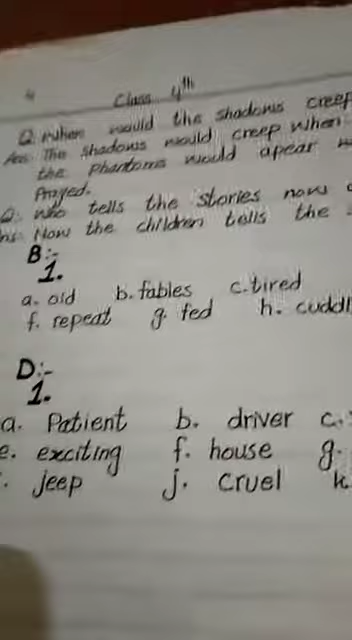 Class 4th
Q. When would the shadows creep
Ans. The shadows would creep when
the Phantoms would apear
Prayed.
Q. Who tells the stories now
ns. Now the children tells the
B:-
1.
a. old b. fables c. tired
f. repeat g. fed h. cuddl
D:-
1.
a. Patient b. driver c.
e. exciting f. house g.
. jeep j. cruel k